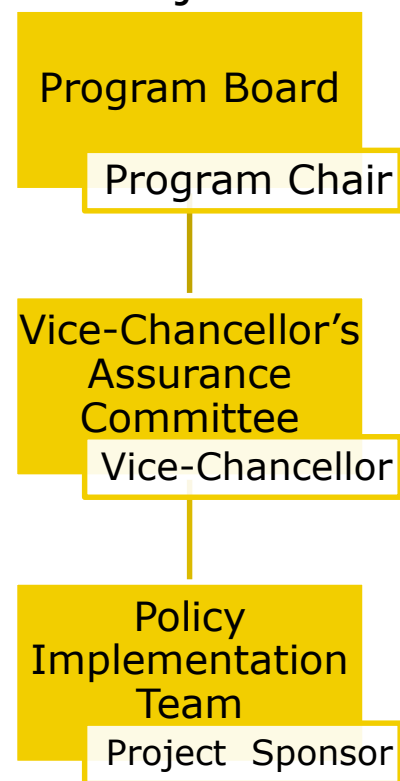 Program Board
Program Chair
Vice-Chancellor’s
Assurance
Committee
Vice-Chancellor
Policy
Implementation
Team
Project Sponsor